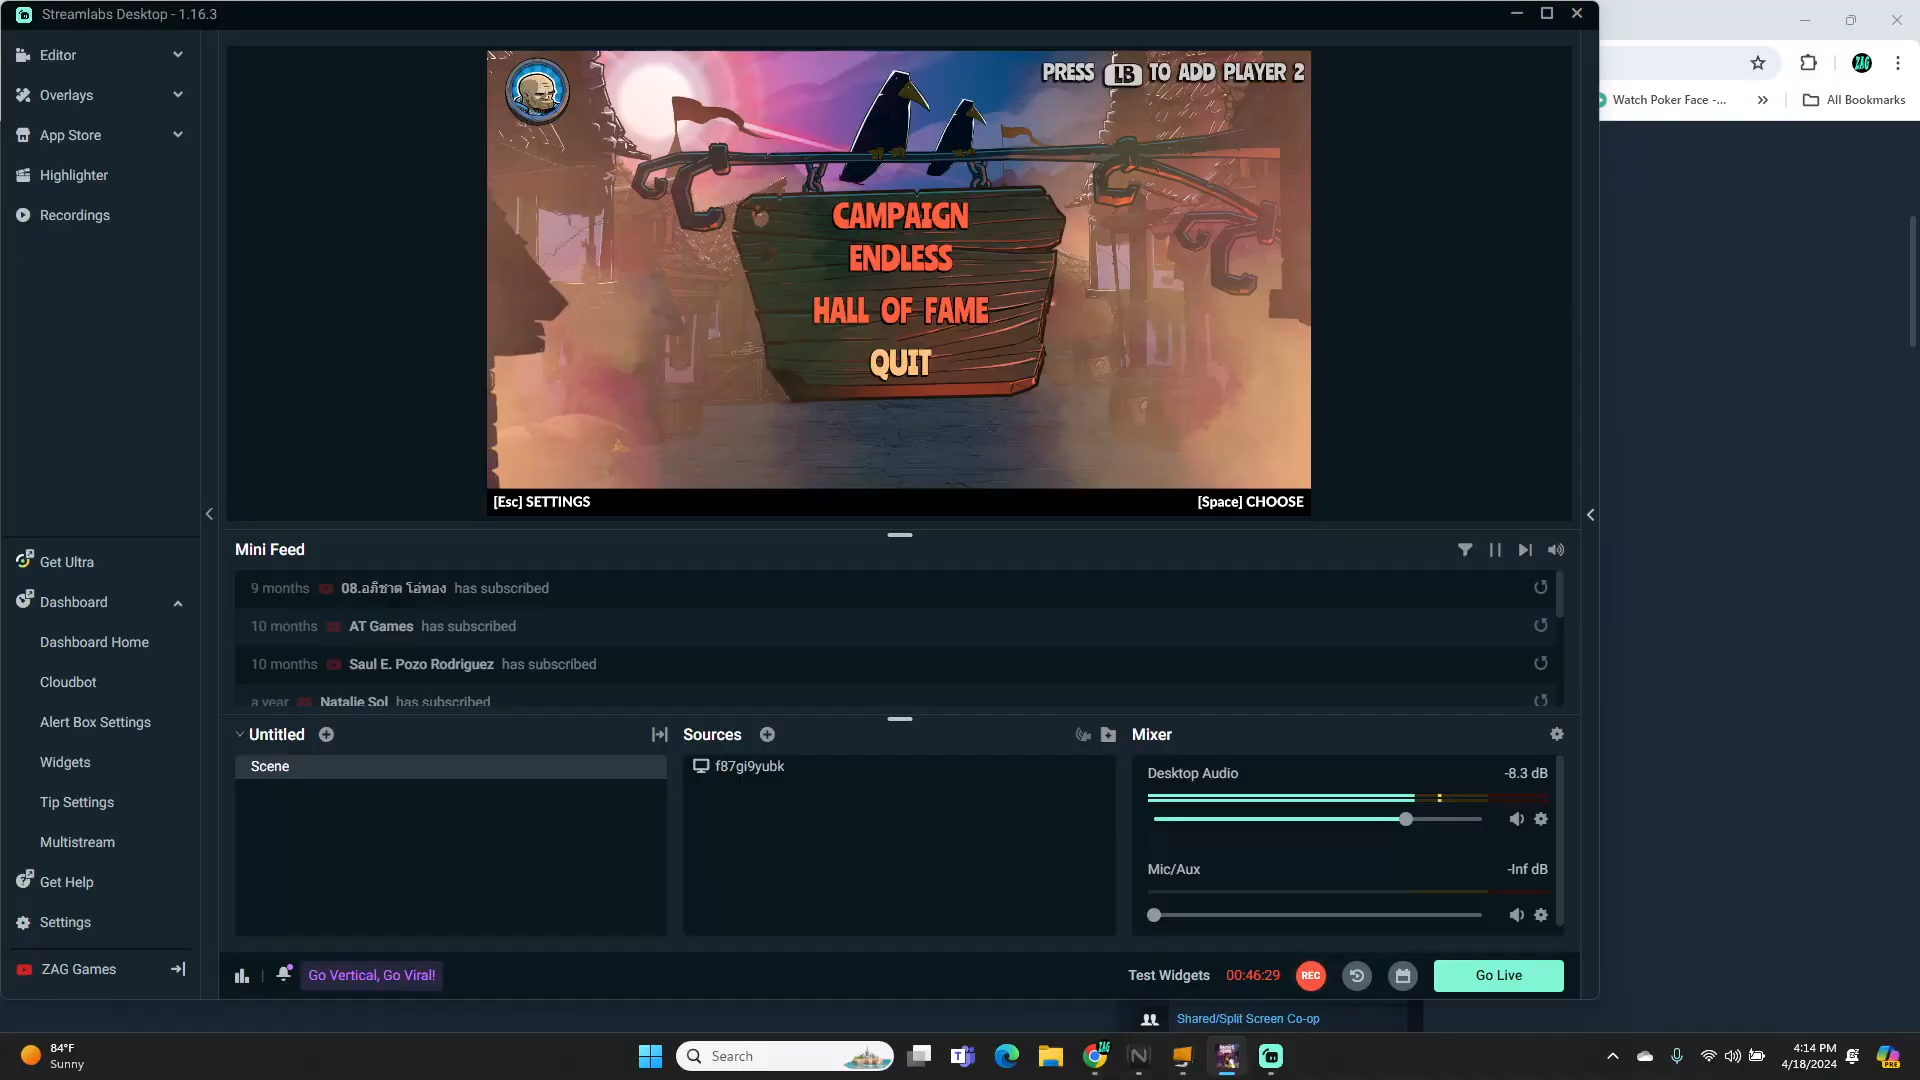 Streamlabs Desktop - 1.16.3
Editor
Overlays
App Store
Highlighter
Recordings
PRESS LB TO ADD PLAYER 2
CAMPAIGN
ENDLESS
HALL OF FAME
QUIT
[Esc] SETTINGS
[Space] CHOOSE
ZAG
Watch Poker Face -...
All Bookmarks
Get Ultra
Dashboard
Dashboard Home
Cloudbot
Alert Box Settings
Widgets
Tip Settings
Multistream
Get Help
Settings
ZAG Games
Mini Feed
9 months 08.อภิชาต โอ่ทอง has subscribed
10 months AT Games has subscribed
10 months Saul E. Pozo Rodriguez has subscribed
a year Natalie Sol has subscribed
Untitled
Scene
Sources
f87gi9yubk
Mixer
Desktop Audio -8.3 dB
Mic/Aux -Inf dB
Go Vertical, Go Viral!
Test Widgets 00:46:29 REC Go Live
Shared/Split Screen Co-op
84°F
Sunny
Search
ZAG
4:14 PM
4/18/2024
PRE